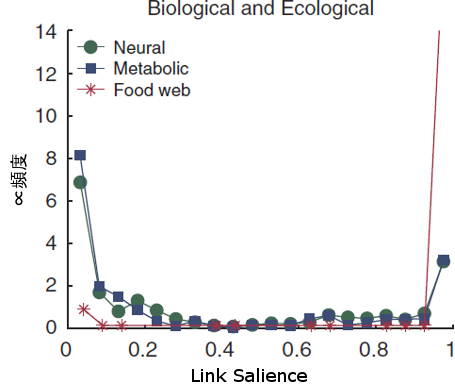 Biological and Ecological
14
12
10
8
6
4
2
0
∝頻度
Neural
Metabolic
Food web
0 0.2 0.4 0.6 0.8 1
Link Salience